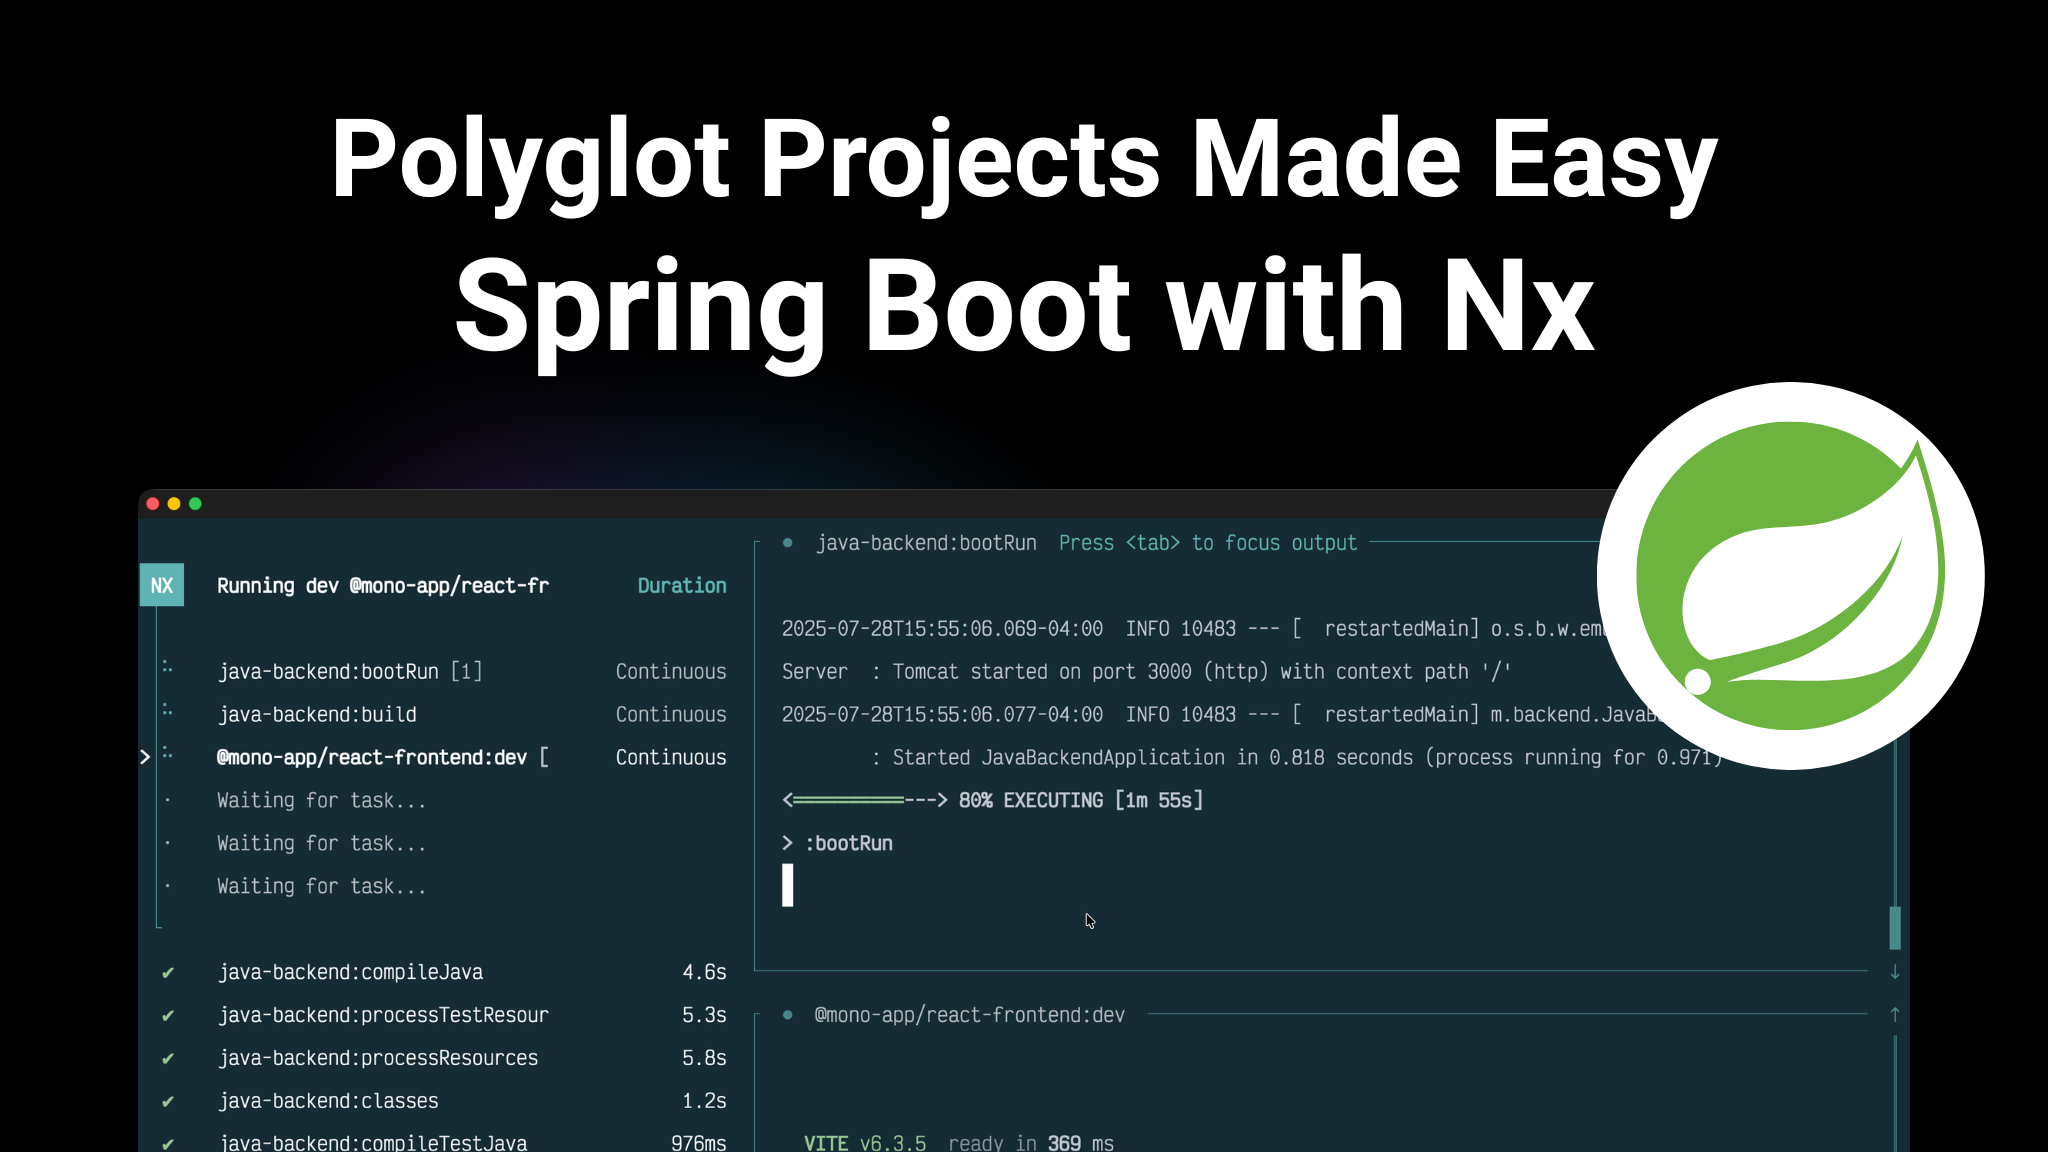 Polyglot Projects Made Easy
Spring Boot with Nx
NX Running dev @mono-app/react-fr Duration
java-backend:bootRun [1] Continuous
java-backend:build Continuous
> @mono-app/react-frontend:dev [ Continuous
Waiting for task...
Waiting for task...
Waiting for task...
✔ java-backend:compileJava 4.6s
✔ java-backend:processTestResour 5.3s
✔ java-backend:processResources 5.8s
✔ java-backend:classes 1.2s
✔ java-backend:compileTestJava 976ms
java-backend:bootRun Press <tab> to focus output
2025-07-28T15:55:06.069-04:00 INFO 10483 --- [ restartedMain] o.s.b.w.em
Server : Tomcat started on port 3000 (http) with context path '/'
2025-07-28T15:55:06.077-04:00 INFO 10483 --- [ restartedMain] m.backend.JavaB
: Started JavaBackendApplication in 0.818 seconds (process running for 0.971)
<==========---> 80% EXECUTING [1m 55s]
> :bootRun
@mono-app/react-frontend:dev
VITE v6.3.5 ready in 369 ms